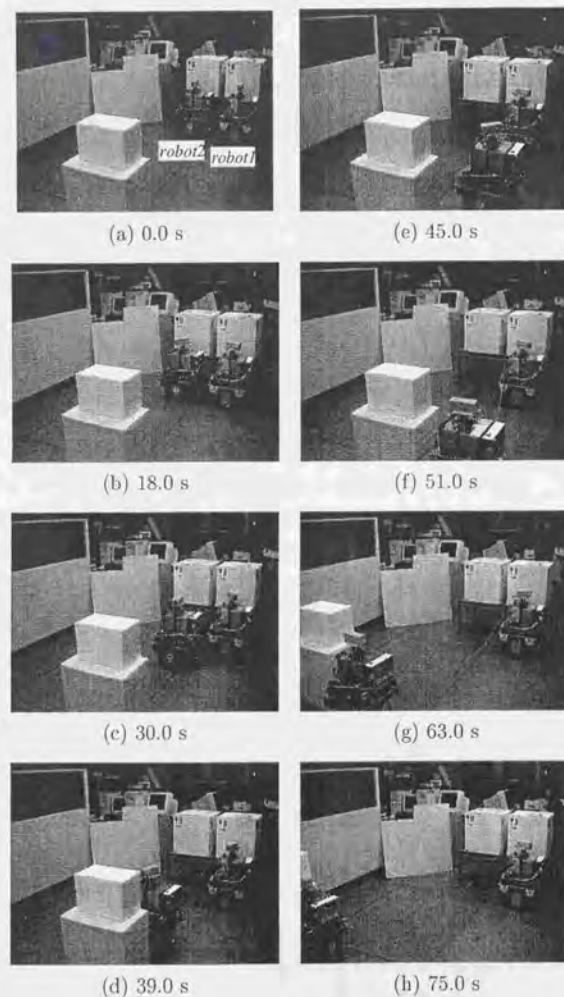 robot2 robot1
(a) 0.0 s
(e) 45.0 s
(b) 18.0 s
(f) 51.0 s
(c) 30.0 s
(g) 63.0 s
(d) 39.0 s
(h) 75.0 s